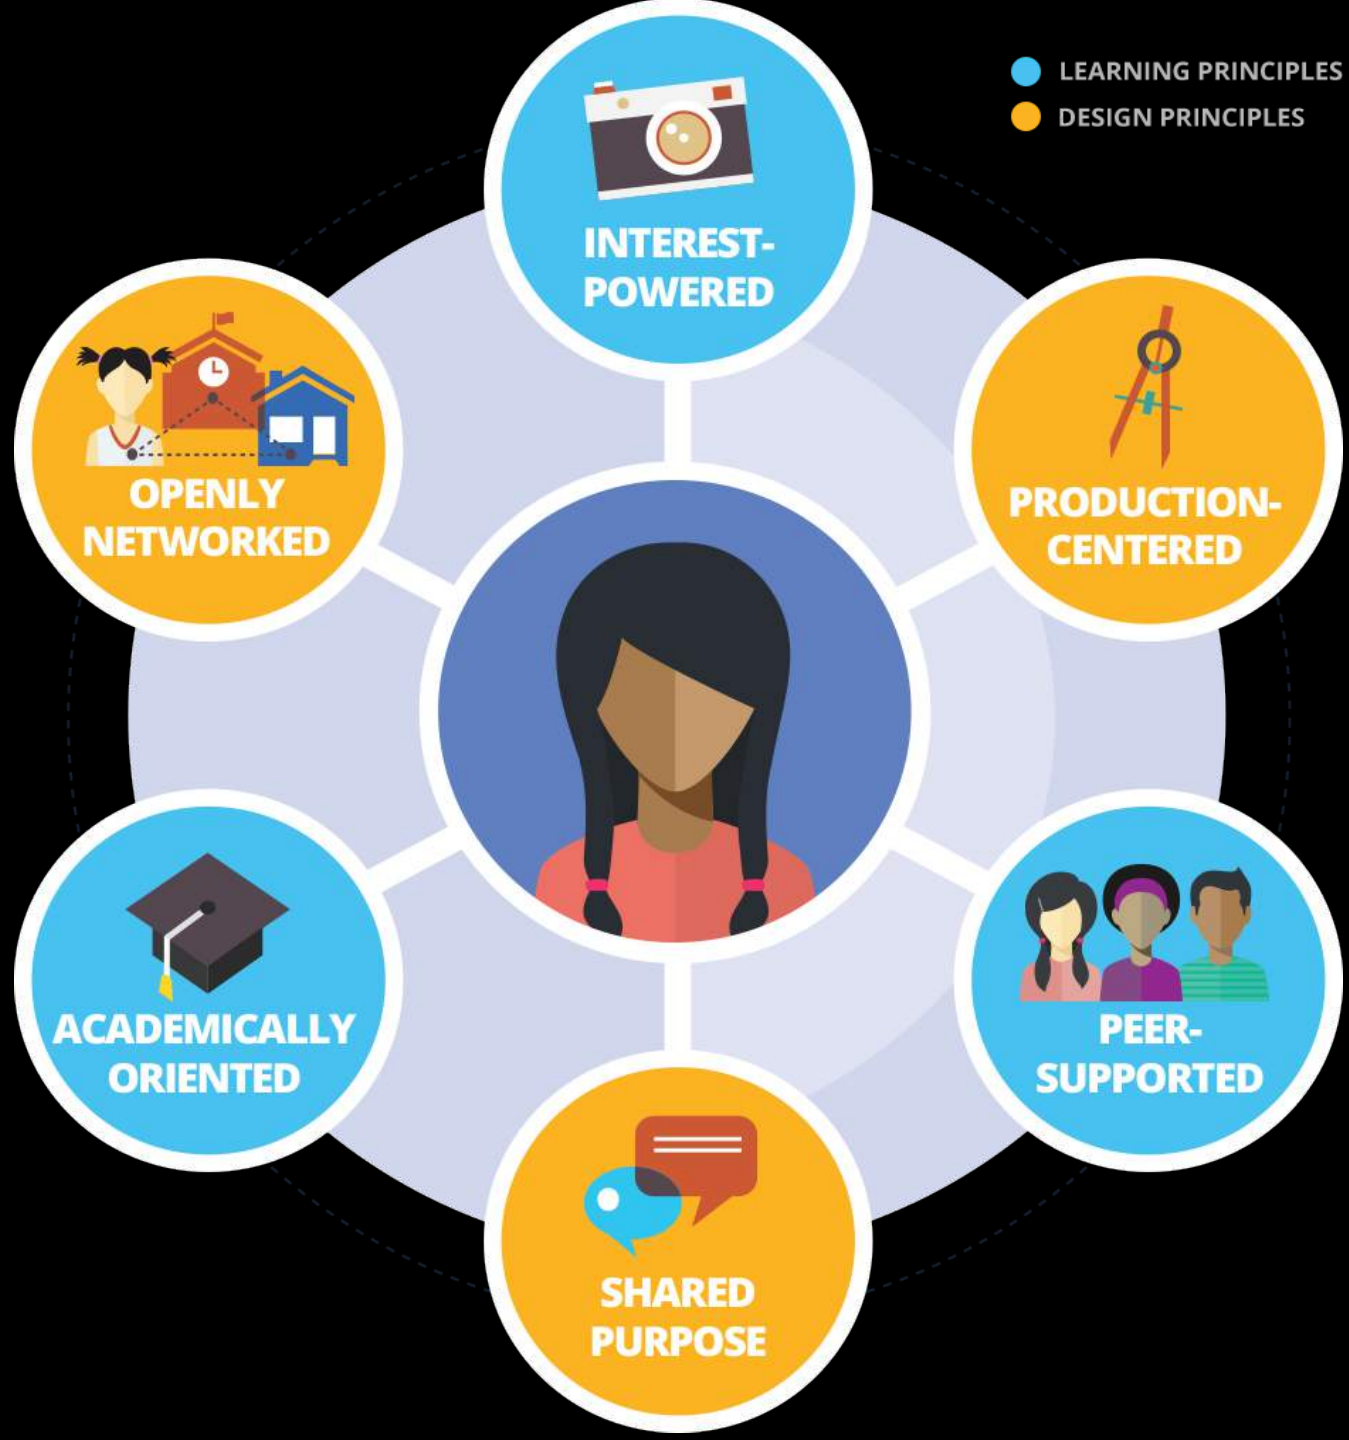 LEARNING PRINCIPLES
DESIGN PRINCIPLES
INTEREST-
POWERED
OPENLY
NETWORKED
PRODUCTION-
CENTERED
ACADEMICALLY
ORIENTED
PEER-
SUPPORTED
SHARED
PURPOSE